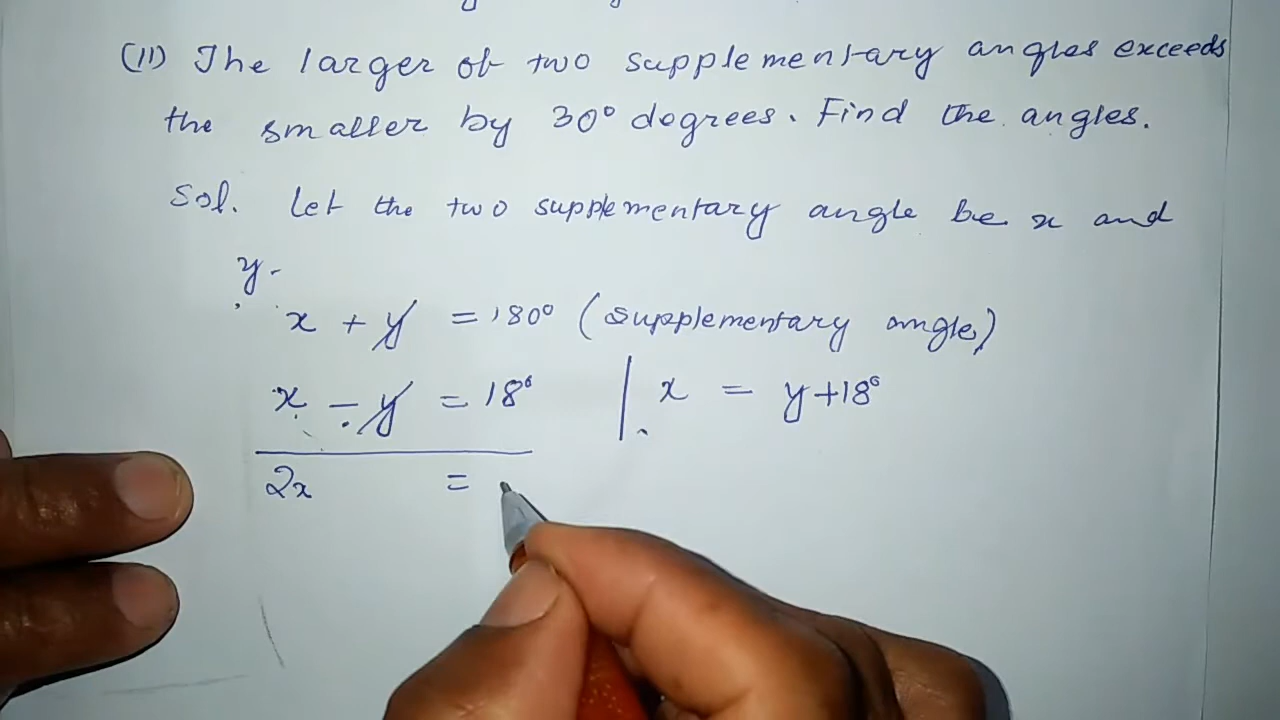 (11) The larger of two supplementary angles exceeds
the smaller by 30° degrees. Find the angles.
Sol. Let the two supplementary angle be x and
y.
x + y = 180° (supplementary angle)
x - y = 18° | x = y+18°
2x =